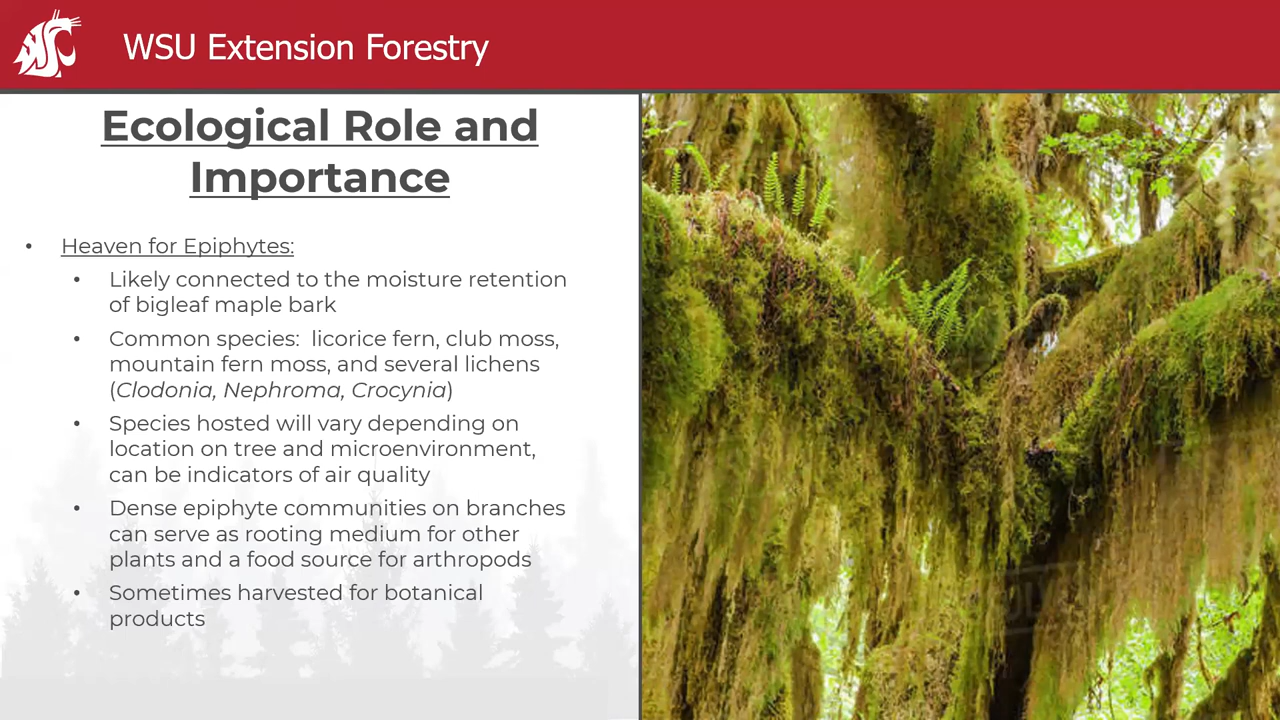 WSU Extension Forestry
Ecological Role and
Importance
• Heaven for Epiphytes:
• Likely connected to the moisture retention
of bigleaf maple bark
• Common species:  licorice fern, club moss,
mountain fern moss, and several lichens
(Clodonia, Nephroma, Crocynia)
• Species hosted will vary depending on
location on tree and microenvironment,
can be indicators of air quality
• Dense epiphyte communities on branches
can serve as rooting medium for other
plants and a food source for arthropods
• Sometimes harvested for botanical
products